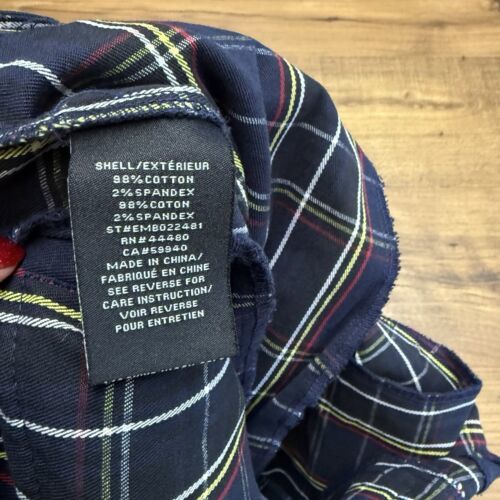 SHELL/EXTÉRIEUR
98% COTTON
2% SPANDEX
98% COTON
2% SPANDEX
ST#EMB022481
RN#44480
CA#59940
MADE IN CHINA/
FABRIQUÉ EN CHINE
SEE REVERSE FOR
CARE INSTRUCTION/
VOIR REVERSE
POUR ENTRETIEN